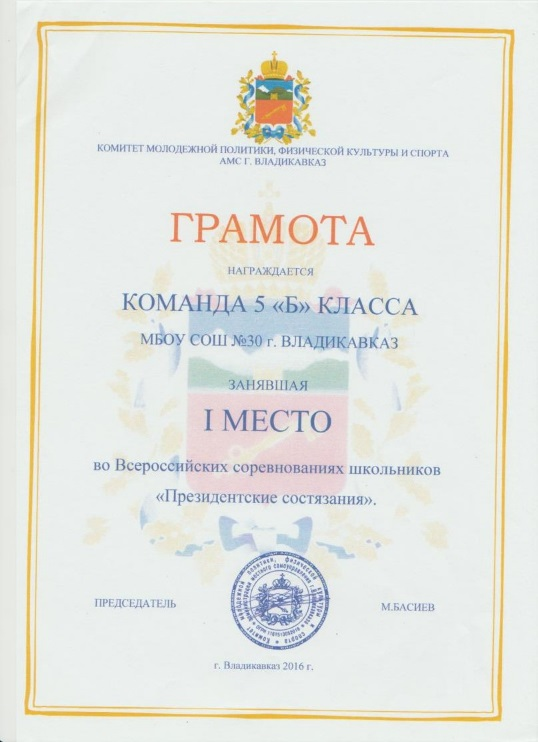 КОМИТЕТ МОЛОДЕЖНОЙ ПОЛИТИКИ, ФИЗИЧЕСКОЙ КУЛЬТУРЫ И СПОРТА
АМС Г. ВЛАДИКАВКАЗ
ГРАМОТА
НАГРАЖДАЕТСЯ
КОМАНДА 5 «Б» КЛАССА
МБОУ СОШ №30 г. ВЛАДИКАВКАЗ
ЗАНЯВШАЯ
I МЕСТО
во Всероссийских соревнованиях школьников
«Президентские состязания».
ПРЕДСЕДАТЕЛЬ
М.БАСИЕВ
г. Владикавказ 2016 г.